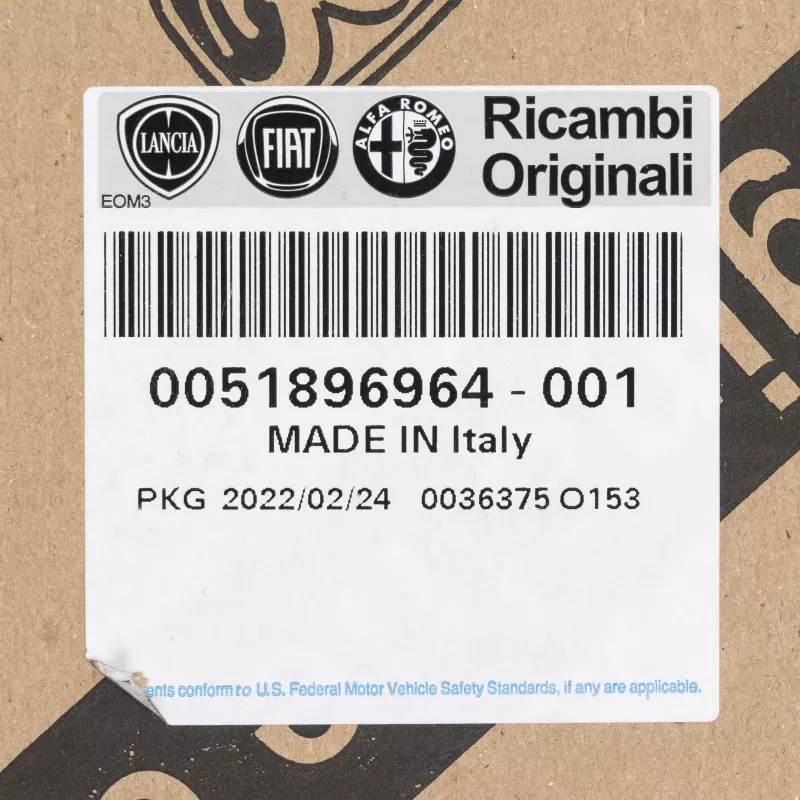 LANCIA FIAT ALFA ROMEO Ricambi
Originali
EOM3
0051896964 - 001
MADE IN Italy
PKG 2022/02/24 0036375 O153
conform to U.S. Federal Motor Vehicle Safety Standards, if any are applicable.